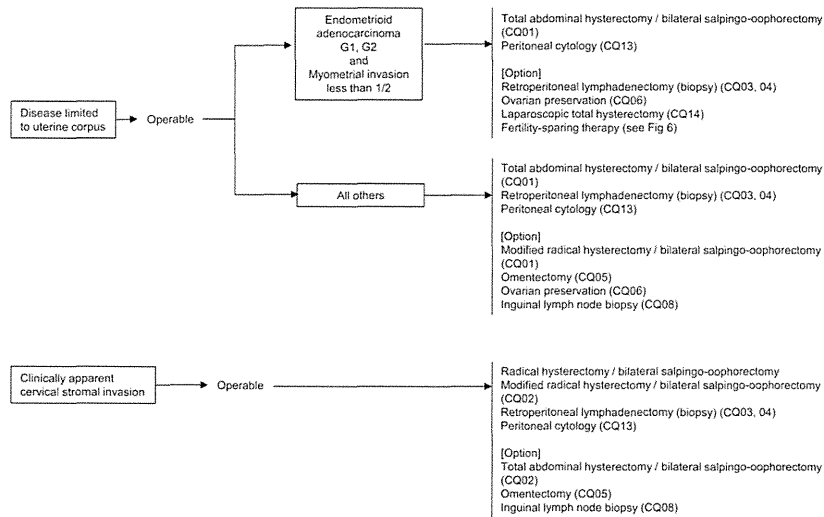 Disease limited
to uterine corpus
Operable
Endometrioid
adenocarcinoma
G1, G2
and
Myometrial invasion
less than 1/2
Total abdominal hysterectomy / bilateral salpingo-oophorectomy
(CQ01)
Peritoneal cytology (CQ13)
[Option]
Retroperitoneal lymphadenectomy (biopsy) (CQ03, 04)
Ovarian preservation (CQ06)
Laparoscopic total hysterectomy (CQ14)
Fertility-sparing therapy (see Fig 6)
All others
Total abdominal hysterectomy / bilateral salpingo-oophorectomy
(CQ01)
Retroperitoneal lymphadenectomy (biopsy) (CQ03, 04)
Peritoneal cytology (CQ13)
[Option]
Modified radical hysterectomy / bilateral salpingo-oophorectomy
(CQ01)
Omentectomy (CQ05)
Ovarian preservation (CQ06)
Inguinal lymph node biopsy (CQ08)
Clinically apparent
cervical stromal invasion
Operable
Radical hysterectomy / bilateral salpingo-oophorectomy
Modified radical hysterectomy / bilateral salpingo-oophorectomy
(CQ02)
Retroperitoneal lymphadenectomy (biopsy) (CQ03, 04)
Peritoneal cytology (CQ13)
[Option]
Total abdominal hysterectomy / bilateral salpingo-oophorectomy
(CQ02)
Omentectomy (CQ05)
Inguinal lymph node biopsy (CQ08)